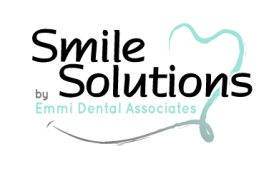 Smile
Solutions
by
Emmi Dental Associates